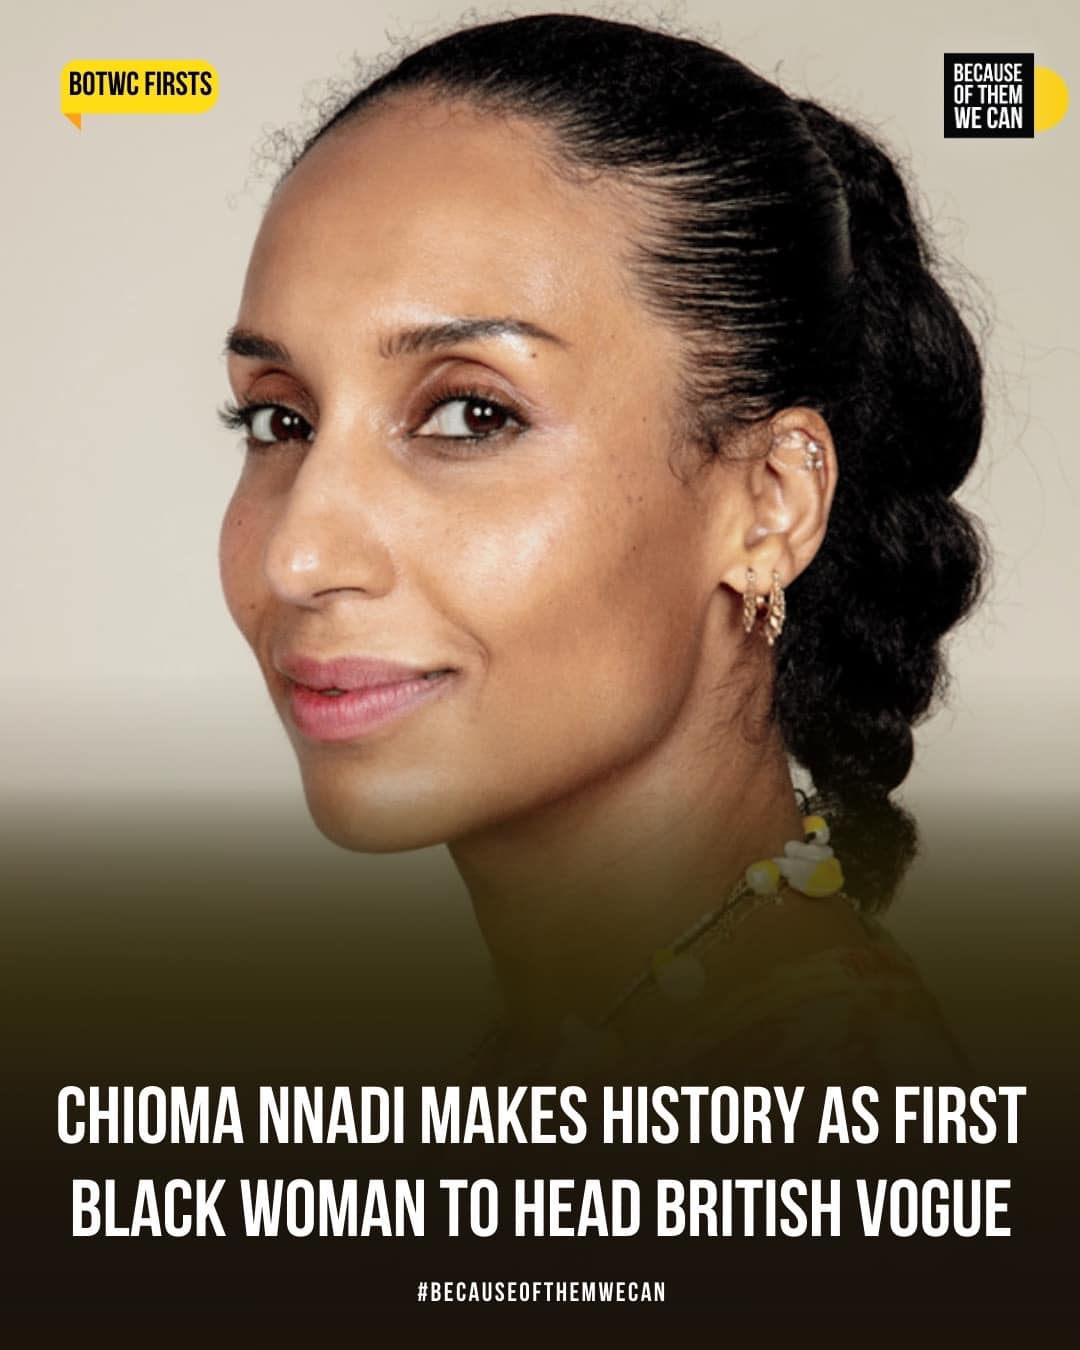 BOTWC FIRSTS
BECAUSE
OF THEM
WE CAN
CHIOMA NNADI MAKES HISTORY AS FIRST
BLACK WOMAN TO HEAD BRITISH VOGUE
#BECAUSEOFTHEMWECAN